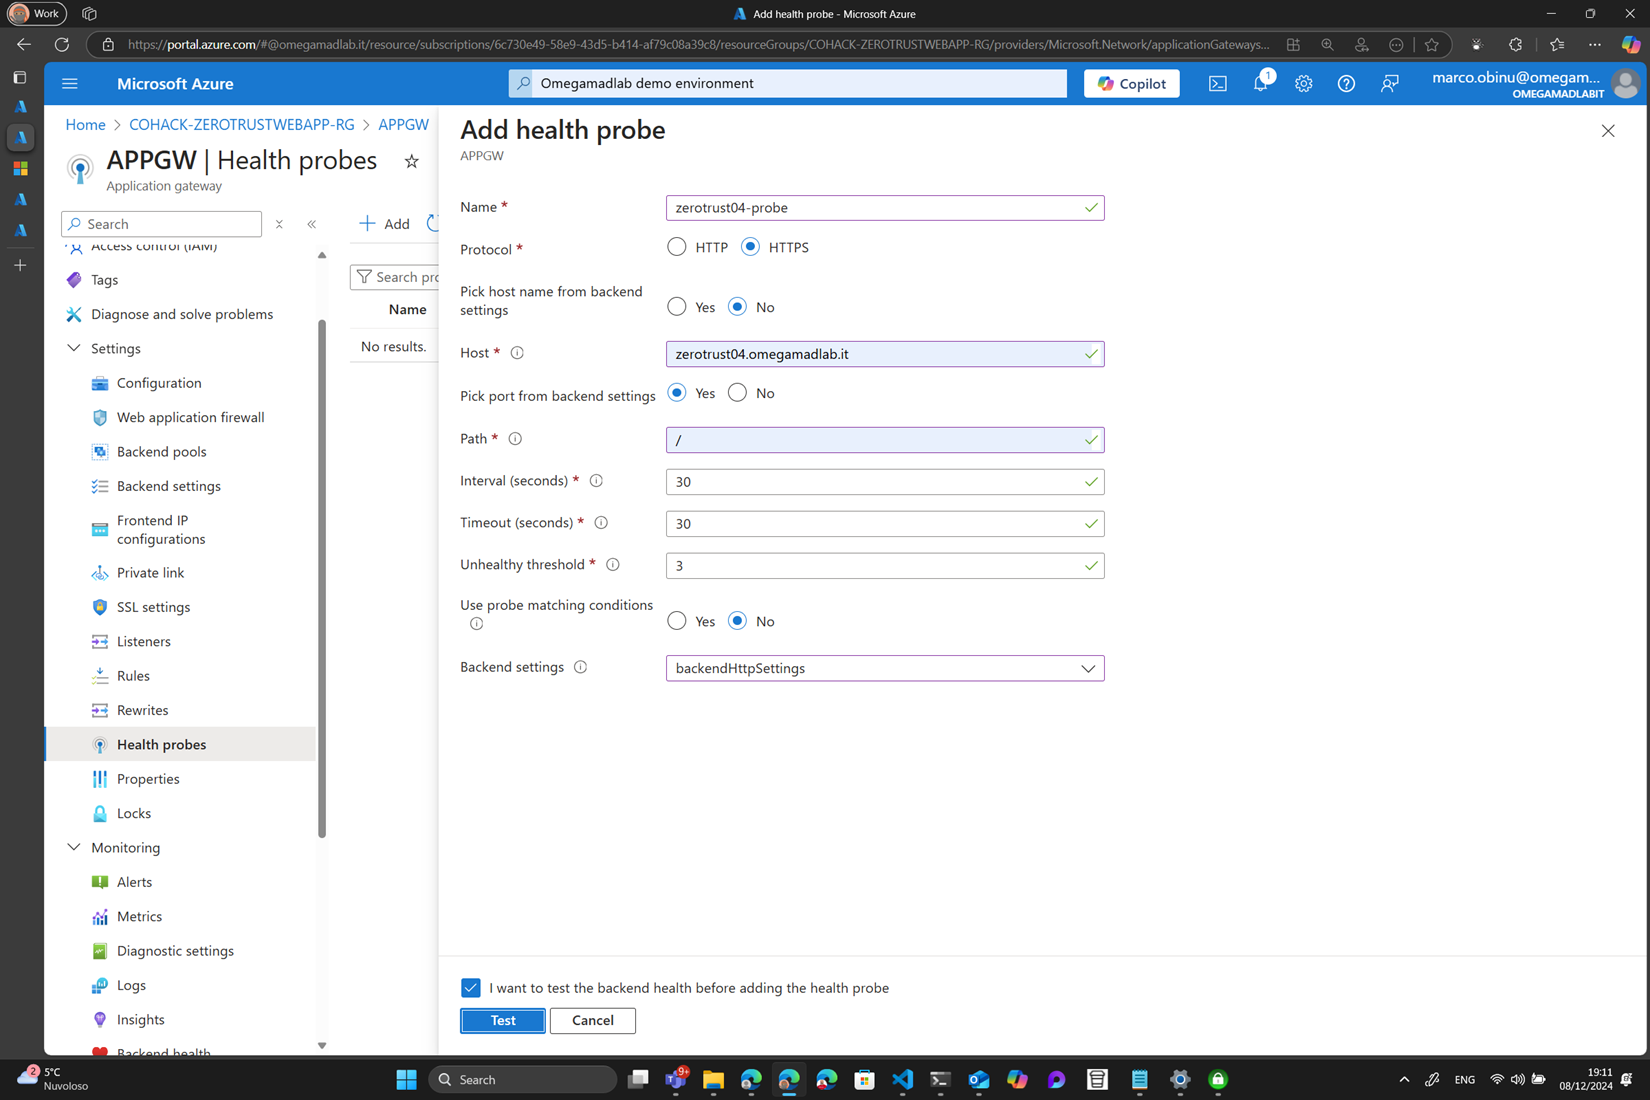 Work
Add health probe - Microsoft Azure
https://portal.azure.com/#@omegamadlab.it/resource/subscriptions/6c730e49-58e9-43d5-b414-af79c08a39c8/resourceGroups/COHACK-ZEROTRUSTWEBAPP-RG/providers/Microsoft.Network/applicationGateways...
Microsoft Azure
Omegamadlab demo environment
Copilot
1
marco.obinu@omegam...
OMEGAMADLABIT
Home > COHACK-ZEROTRUSTWEBAPP-RG > APPGW
APPGW | Health probes
Application gateway
Search
Access control (IAM)
Tags
Diagnose and solve problems
Settings
Configuration
Web application firewall
Backend pools
Backend settings
Frontend IP
configurations
Private link
SSL settings
Listeners
Rules
Rewrites
Health probes
Properties
Locks
Monitoring
Alerts
Metrics
Diagnostic settings
Logs
Insights
Backend health
Add
Search pro
Name
No results.
Add health probe
APPGW
Name *
zerotrust04-probe
Protocol *
HTTP
HTTPS
Pick host name from backend
settings
Yes
No
Host *
zerotrust04.omegamadlab.it
Pick port from backend settings
Yes
No
Path *
/
Interval (seconds) *
30
Timeout (seconds) *
30
Unhealthy threshold *
3
Use probe matching conditions
Yes
No
Backend settings
backendHttpSettings
I want to test the backend health before adding the health probe
Test
Cancel
2
5°C
Nuvoloso
Search
9+
ENG
19:11
08/12/2024